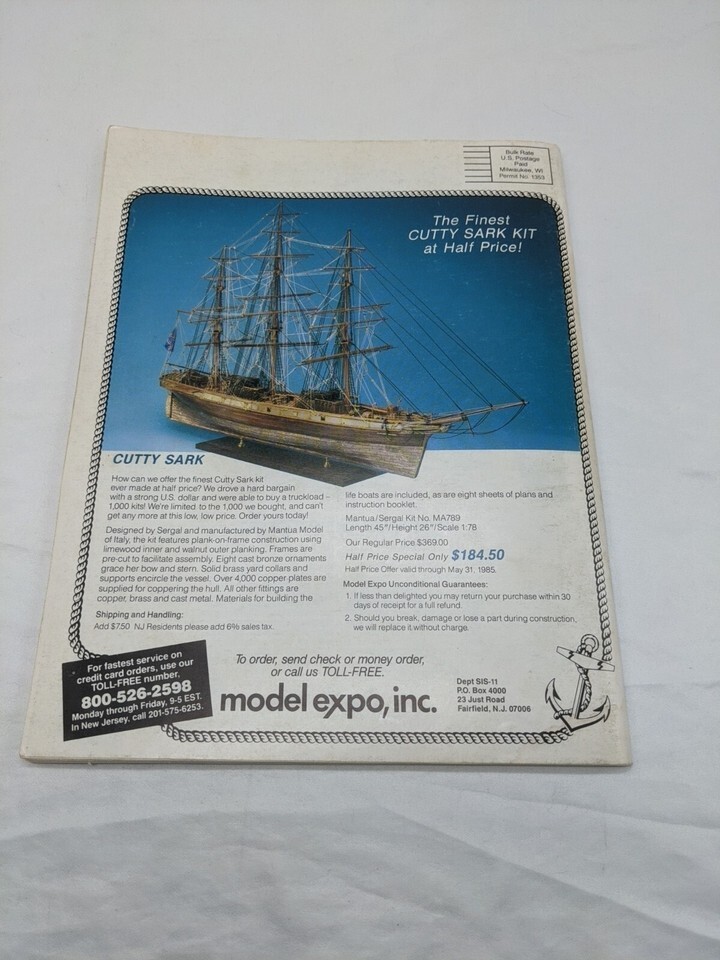 Bulk Rate
U.S. Postage
Paid
Milwaukee, WI
Permit No. 1353
The Finest
CUTTY SARK KIT
at Half Price!
CUTTY SARK
How can we offer the finest Cutty Sark kit
ever made at half price? We drove a hard bargain
with a strong U.S. dollar and were able to buy a truckload -
1,000 kits! We're limited to the 1,000 we bought, and can't
get any more at this low, low price. Order yours today!
Designed by Sergal and manufactured by Mantua Model
of Italy, the kit features plank-on-frame construction using
limewood inner and walnut outer planking. Frames are
pre-cut to facilitate assembly. Eight cast bronze ornaments
grace her bow and stern. Solid brass yard collars and
supports encircle the vessel. Over 4,000 copper plates are
supplied for coppering the hull. All other fittings are
copper, brass and cast metal. Materials for building the
life boats are included, as are eight sheets of plans and
instruction booklet.
Mantua/Sergal Kit No. MA789
Length 45"/Height 26"/Scale 1:78
Our Regular Price $369.00
Half Price Special Only $184.50
Half Price Offer valid through May 31, 1985.
Model Expo Unconditional Guarantees:
1. If less than delighted you may return your purchase within 30
days of receipt for a full refund.
2. Should you break, damage or lose a part during construction,
we will replace it without charge.
Shipping and Handling:
Add $7.50 NJ Residents please add 6% sales tax.
For fastest service on
credit card orders, use our
TOLL-FREE number,
800-526-2598
Monday through Friday, 9-5 EST.
In New Jersey, call 201-575-6253.
To order, send check or money order,
or call us TOLL-FREE.
model expo, inc.
Dept SIS-11
P.O. Box 4000
23 Just Road
Fairfield, N.J. 07006